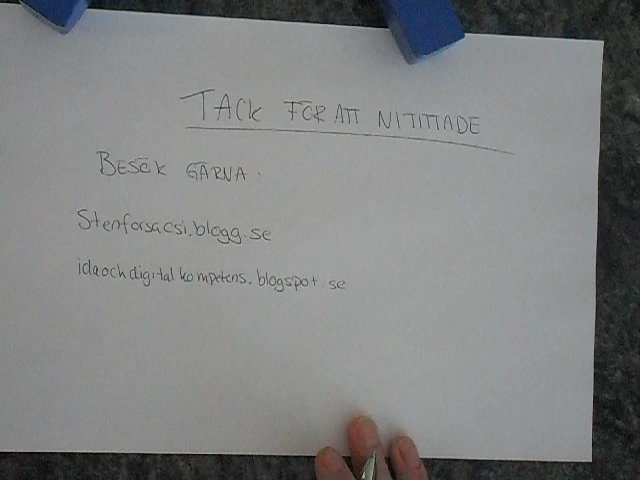 TACK FÖR ATT NI TITTADE
BESÖK GÄRNA:
Stenforsacsi.blogg.se
idaochdigitalkompetens.blogspot.se